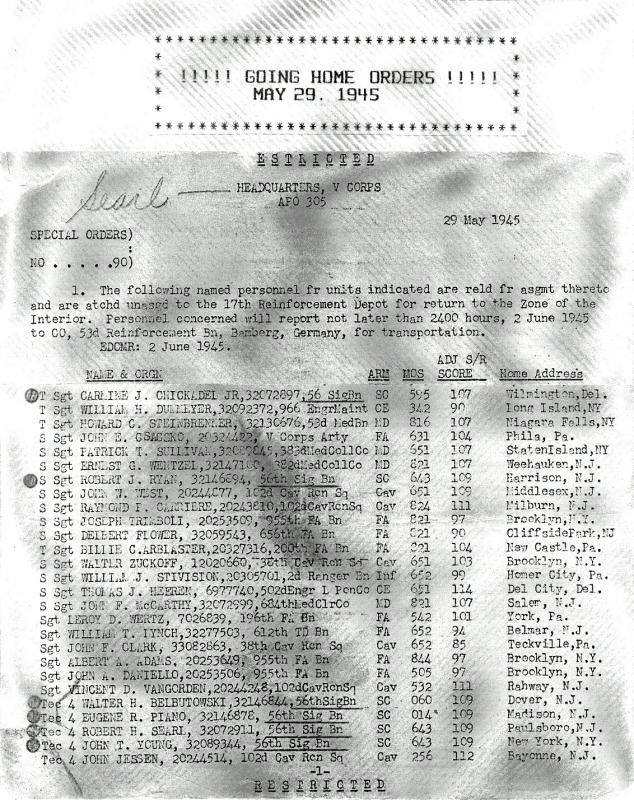 !!!!! GOING HOME ORDERS !!!!!
MAY 29. 1945
ESTRICTED
Searl
HEADQUARTERS, V CORPS
APO 305
29 May 1945
SPECIAL ORDERS)
:
NO . . . . .90)
1. The following named personnel fr units indicated are reld fr asgmt thereto
and are atchd unasgd to the 17th Reinforcement Depot for return to the Zone of the
Interior. Personnel concerned will report not later than 2400 hours, 2 June 1945
to CO, 53d Reinforcement Bn, Bamberg, Germany, for transportation.
EDCMR: 2 June 1945.
ADJ S/R
NAME & ORGN ARM MOS SCORE Home Address
T Sgt CARLINE J. CHICKADEL JR,32072897,56 SigBn SC 595 107 Wilmington,Del.
T Sgt WILLIAM H. 32092372,966 EngrMaint CE 342 90 Long Island,NY
T Sgt HOWARD C. STEINBRENNER, 32130676,53d MedBn MD 816 107 Niagara Falls,NY
S Sgt JOHN E. V Corps Arty FA 631 104 Phila, Pa.
S Sgt PATRICK T. SULLIVAN, MD 651 107 StatenIsland,NY
S Sgt ERNEST G. WENTZEL, MD 821 107 Weehauken,N.J.
S Sgt ROBERT J. RYAN, 32146894, 56th Sig Bn SC 643 109 Harrison, N.J.
S Sgt JOHN W. WEST, 20244877, 102d Cav Rcn Sq Cav 651 109 Middlesex,N.J.
S Sgt RAYMOND F. CARRIERE, Cav 824 111 Milburn, N.J.
S Sgt JOSEPH TRIMBOLI, 20253509, 955th FA Bn FA 821 97 Brooklyn,N.Y.
S Sgt DELBERT FLOWER, 32059543, 656th FA Bn FA 821 90 CliffsidePark,NJ
T Sgt BILLIE C.ARBLASTER,20327316,200th FA Bn FA 821 104 New Castle,Pa.
S Sgt WALTER ZUCKOFF, 12020660, 38th Cav Rcn Sq Cav 651 103 Brooklyn, N.Y.
S Sgt WILLIAM J. STIVISION,20305701,2d Ranger Bn Inf 652 99 Homer City, Pa.
S Sgt THOMAS J. HEEREN, 6977740,502dEngr L PonCo CE 651 114 Del City, Del.
S Sgt JOHN F. McCARTHY, 32072999,684thMedClrCo MD 821 107 Salem, N.J.
Sgt LEROY D. WERTZ, 7026839, 196th FA Bn FA 542 101 York, Pa.
Sgt WILLIAM T. LYNCH,32277503, 612th TD Bn FA 652 94 Belmar, N.J.
Sgt JOHN F. CLARK, 33082863, 38th Cav Rcn Sq Cav 652 85 Teckville,Pa.
Sgt ALBERT A. ADAMS, 20253649, 955th FA Bn FA 844 97 Brooklyn, N.Y.
Sgt JOHN A. DANIELLO,20253506, 955th FA Bn FA 505 97 Brooklyn, N.Y.
Sgt VINCENT D. VANGORDEN,20244248,102dCavRcnSq Cav 532 111 Rahway, N.J.
Tec 4 WALTER H. BELBUTOWSKI,32146844,56thSigBn SC 060 109 Dover, N.J.
Tec 4 EUGENE R. PIANO, 32146878, 56th Sig Bn SC 014 109 Madison, N.J.
Tec 4 ROBERT H. SEARL, 32072911, 56th Sig Bn SC 643 109 Paulsboro,N.J.
Tec 4 JOHN T. YOUNG, 32089344, 56th Sig Bn SC 643 109 New York, N.Y.
Tec 4 JOHN JESSEN, 20244514, 102d Cav Rcn Sq Cav 256 112 Bayonne, N.J.
-1-
RESTRICTED